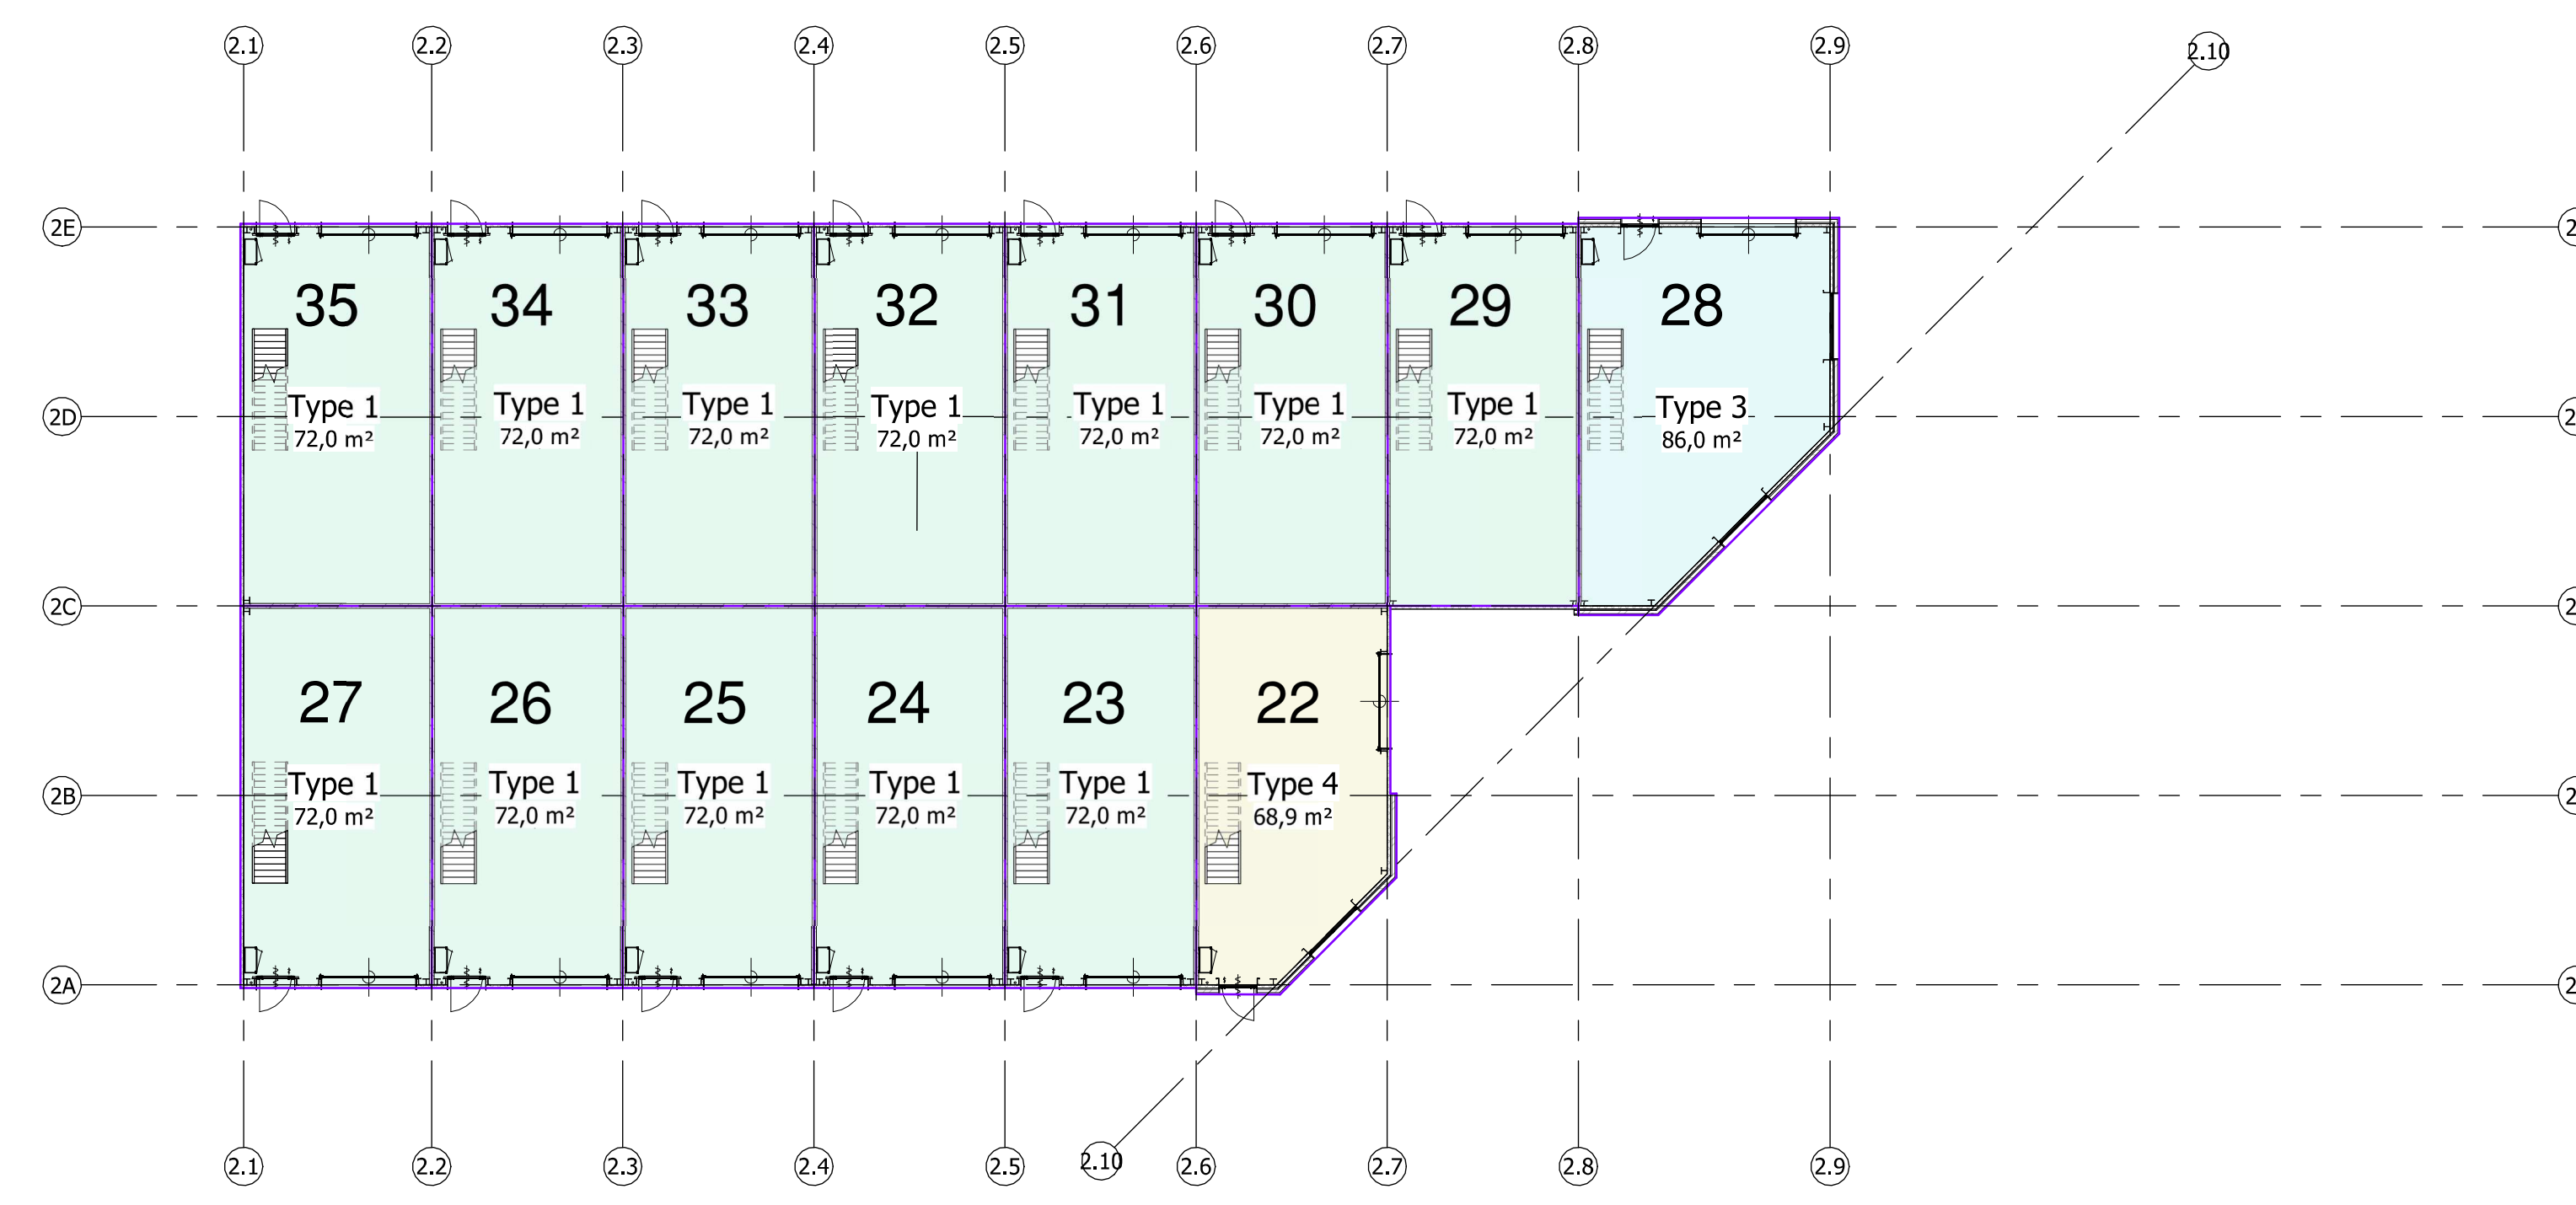 2.1 2.2 2.3 2.4 2.5 2.6 2.7 2.8 2.9 2.10
2E
35 34 33 32 31 30 29 28
Type 1 Type 1 Type 1 Type 1 Type 1 Type 1 Type 1 Type 3
2D
72,0 m² 72,0 m² 72,0 m² 72,0 m² 72,0 m² 72,0 m² 72,0 m² 86,0 m²
2C
27 26 25 24 23 22
Type 1 Type 1 Type 1 Type 1 Type 1 Type 4
2B
72,0 m² 72,0 m² 72,0 m² 72,0 m² 72,0 m² 68,9 m²
2A
2.1 2.2 2.3 2.4 2.5 2.10 2.6 2.7 2.8 2.9